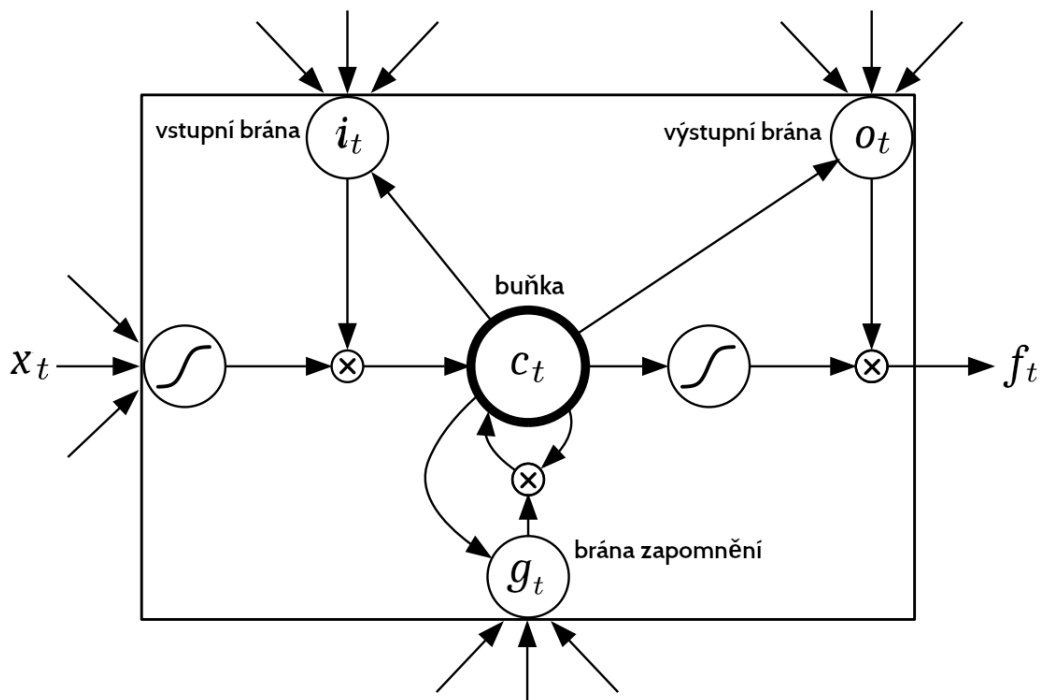 vstupní brána
i_t
výstupní brána
o_t
buňka
x_t
c_t
f_t
brána zapomnění
g_t